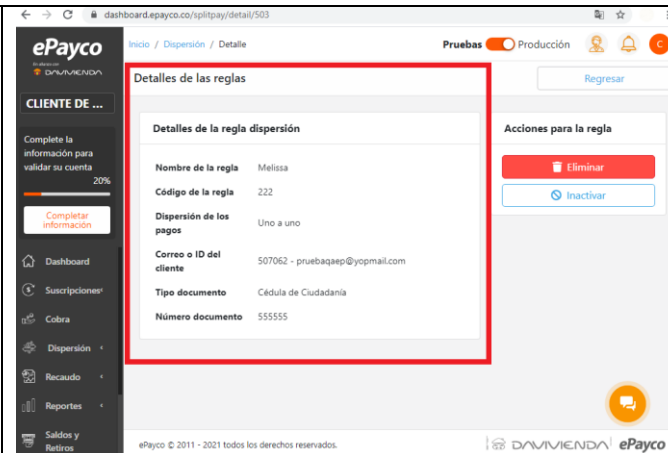 dashboard.epayco.co/splitpay/detail/503
ePayco
DAVIVIENDA
Inicio / Dispersión / Detalle
Pruebas
Producción
C
CLIENTE DE ...
Complete la
información para
validar su cuenta
20%
Completar
información
Dashboard
Suscripciones
Cobra
Dispersión
Recaudo
Reportes
Saldos y
Retiros
Detalles de las reglas
Regresar
Detalles de la regla dispersión
Nombre de la regla Melissa
Código de la regla 222
Dispersión de los
pagos Uno a uno
Correo o ID del
cliente 507062 - pruebaqaep@yopmail.com
Tipo documento Cédula de Ciudadanía
Número documento 555555
Acciones para la regla
Eliminar
Inactivar
ePayco © 2011 - 2021 todos los derechos reservados.
DAVIVIENDA ePayco